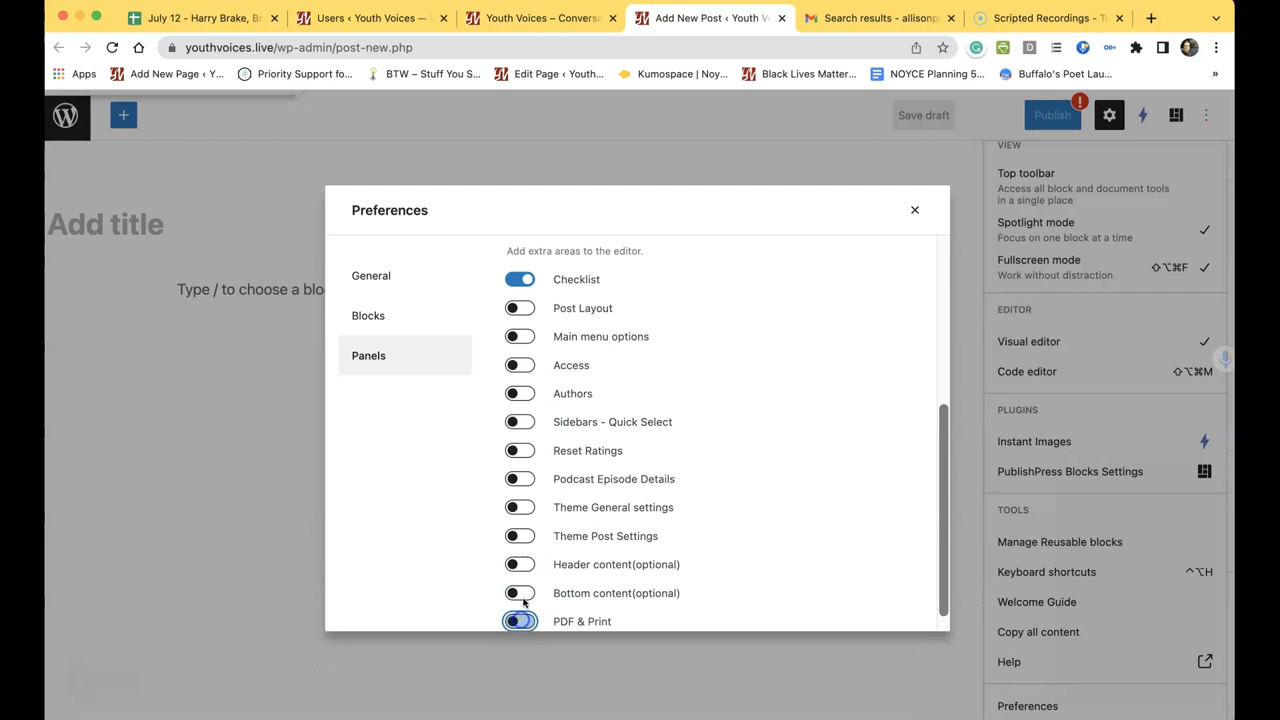 July 12 - Harry Brake, Br
Users ‹ Youth Voices —
Youth Voices – Convers
Add New Post ‹ Youth V
Search results - allisonp
Scripted Recordings - T
youthvoices.live/wp-admin/post-new.php
Apps
Add New Page ‹ Y...
Priority Support fo...
BTW – Stuff You S...
Edit Page ‹ Youth...
Kumospace | Noy...
Black Lives Matter...
NOYCE Planning 5...
Buffalo's Poet Lau...
»
Save draft
Publish
!
Add title
Type / to choose a blo
Preferences
General
Blocks
Panels
Add extra areas to the editor.
Checklist
Post Layout
Main menu options
Access
Authors
Sidebars - Quick Select
Reset Ratings
Podcast Episode Details
Theme General settings
Theme Post Settings
Header content(optional)
Bottom content(optional)
PDF & Print
VIEW
Top toolbar
Access all block and document tools
in a single place
Spotlight mode
Focus on one block at a time
Fullscreen mode
Work without distraction
⇧⌥⌘F
EDITOR
Visual editor
Code editor
⇧⌥⌘M
PLUGINS
Instant Images
PublishPress Blocks Settings
TOOLS
Manage Reusable blocks
Keyboard shortcuts
^⌥H
Welcome Guide
Copy all content
Help
Preferences